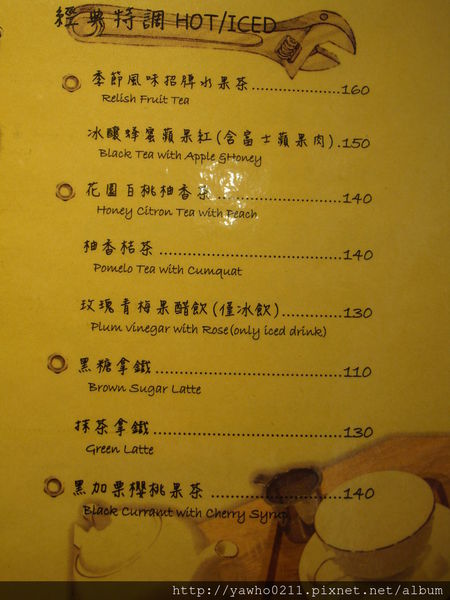 經典特調 HOT/ICED
季節風味招牌水果茶..................160
Relish Fruit Tea
冰釀蜂蜜蘋果紅(含富士蘋果肉).150
Black Tea with Apple &Honey
花園白桃柚香茶..................140
Honey Citron Tea with Peach
柚香桔茶..................140
Pomelo Tea with Cumquat
玫瑰青梅果醋飲(僅冰飲)............130
Plum vinegar with Rose(only iced drink)
黑糖拿鐵..................110
Brown Sugar Latte
抹茶拿鐵..................130
Green Latte
黑加栗櫻桃果茶..................140
Black Currant with Cherry Syrup
http://yawho0211.pixnet.net/album